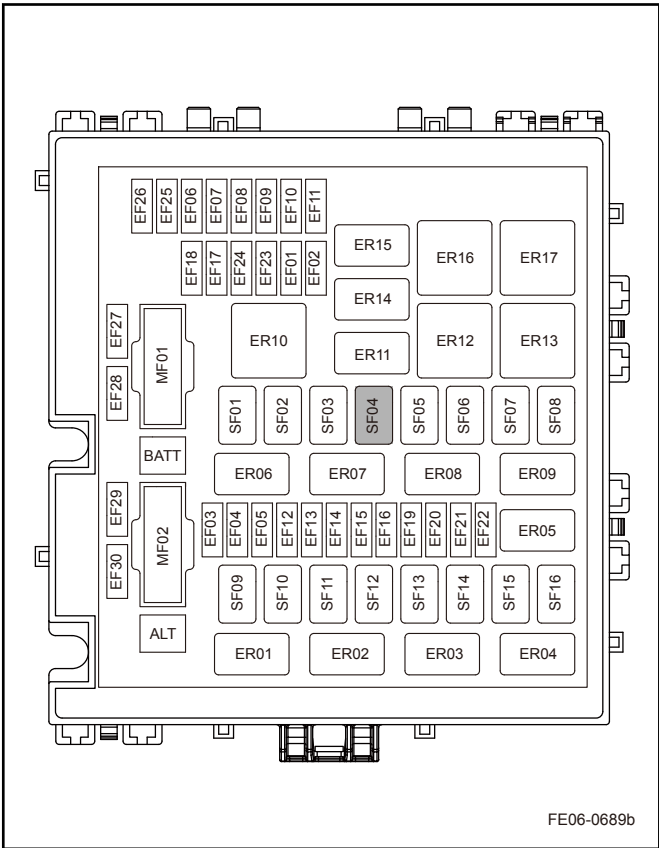 EF26 EF25 EF06 EF07 EF08 EF09 EF10 EF11
EF18 EF17 EF24 EF23 EF01 EF02
ER15 ER16 ER17
ER14
EF27 MF01 ER10 ER11 ER12 ER13
EF28
SF01 SF02 SF03 SF04 SF05 SF06 SF07 SF08
BATT
ER06 ER07 ER08 ER09
EF29 MF02 EF03 EF04 EF05 EF12 EF13 EF14 EF15 EF16 EF19 EF20 EF21 EF22 ER05
EF30
SF09 SF10 SF11 SF12 SF13 SF14 SF15 SF16
ALT
ER01 ER02 ER03 ER04
FE06-0689b